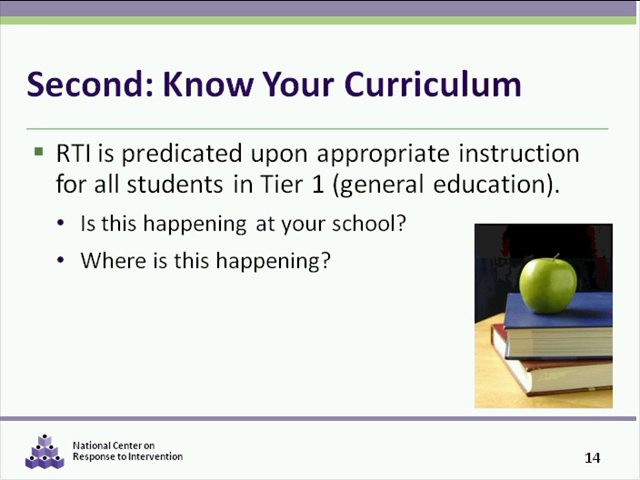 Second: Know Your Curriculum
RTI is predicated upon appropriate instruction
for all students in Tier 1 (general education).
Is this happening at your school?
Where is this happening?
National Center on
Response to Intervention
14